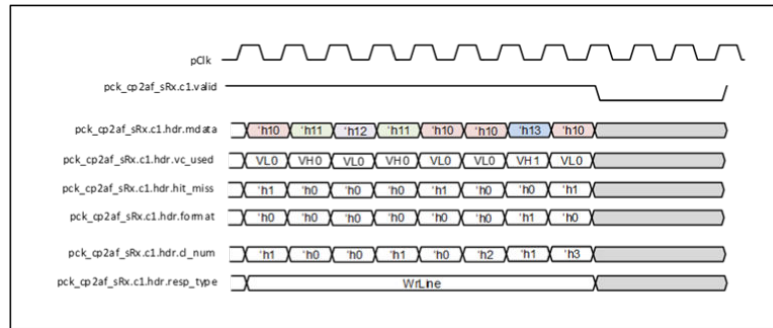 pClk
pck_cp2af_sRx.c1.valid
pck_cp2af_sRx.c1.hdr.mdata 'h10 'h11 'h12 'h11 'h10 'h10 'h13 'h10
pck_cp2af_sRx.c1.hdr.vc_used VL0 VH0 VL0 VH0 VL0 VL0 VH1 VL0
pck_cp2af_sRx.c1.hdr.hit_miss 'h1 'h0 'h0 'h0 'h1 'h0 'h0 'h1
pck_cp2af_sRx.c1.hdr.format 'h0 'h0 'h0 'h0 'h0 'h0 'h1 'h0
pck_cp2af_sRx.c1.hdr.cl_num 'h1 'h0 'h0 'h1 'h0 'h2 'h1 'h3
pck_cp2af_sRx.c1.hdr.resp_type WrLine